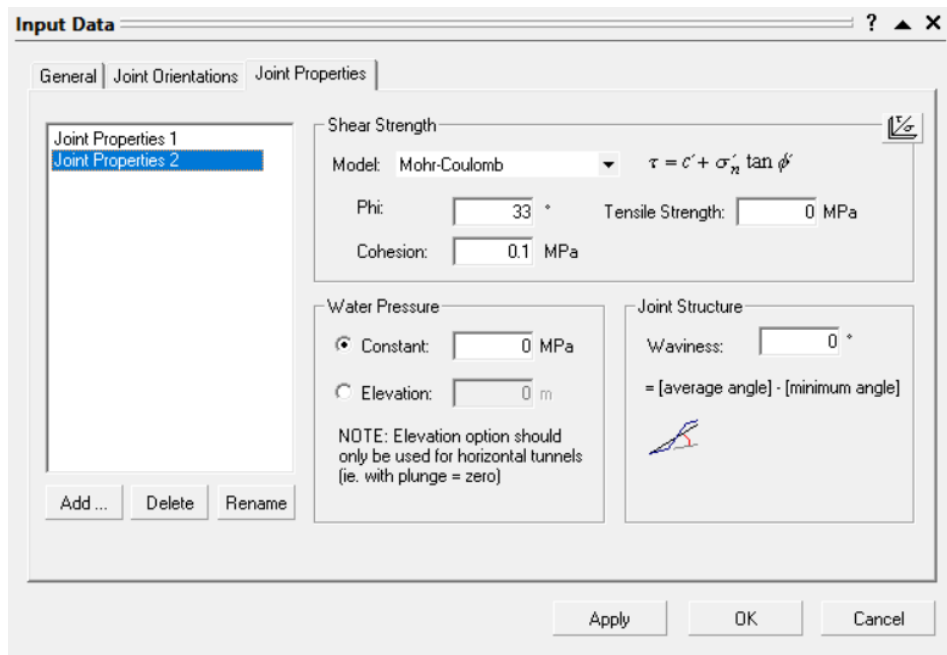 Input Data ? ▲ ✕
General Joint Orientations Joint Properties
Joint Properties 1
Joint Properties 2
Add ... Delete Rename
Shear Strength
τ/σ
Model: Mohr-Coulomb τ = c′ + σ′ₙ tan ϕ′
Phi: 33 ° Tensile Strength: 0 MPa
Cohesion: 0.1 MPa
Water Pressure
Constant: 0 MPa
Elevation: 0 m
NOTE: Elevation option should
only be used for horizontal tunnels
(ie. with plunge = zero)
Joint Structure
Waviness: 0 °
= [average angle] - [minimum angle]
Apply OK Cancel